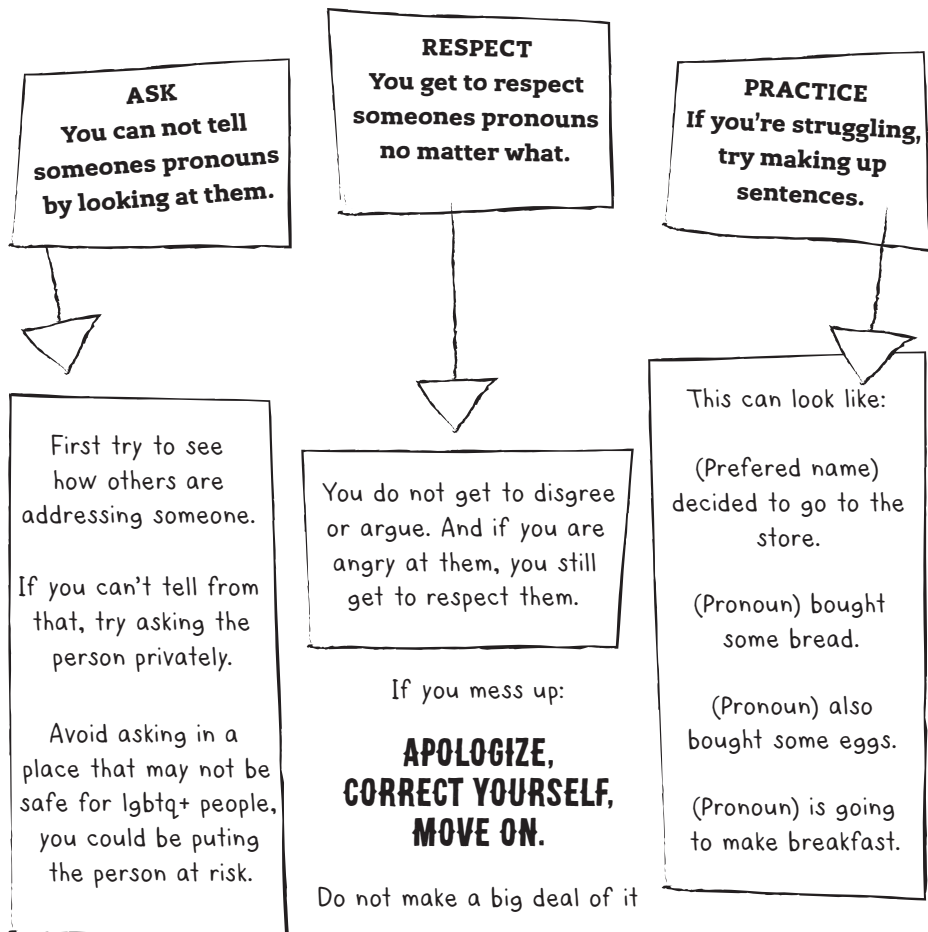 ASK
You can not tell
someones pronouns
by looking at them.
First try to see
how others are
addressing someone.
If you can't tell from
that, try asking the
person privately.
Avoid asking in a
place that may not be
safe for lgbtq+ people,
you could be puting
the person at risk.
RESPECT
You get to respect
someones pronouns
no matter what.
You do not get to disgree
or argue. And if you are
angry at them, you still
get to respect them.
If you mess up:
APOLOGIZE,
CORRECT YOURSELF,
MOVE ON.
Do not make a big deal of it
PRACTICE
If you're struggling,
try making up
sentences.
This can look like:
(Prefered name)
decided to go to the
store.
(Pronoun) bought
some bread.
(Pronoun) also
bought some eggs.
(Pronoun) is going
to make breakfast.